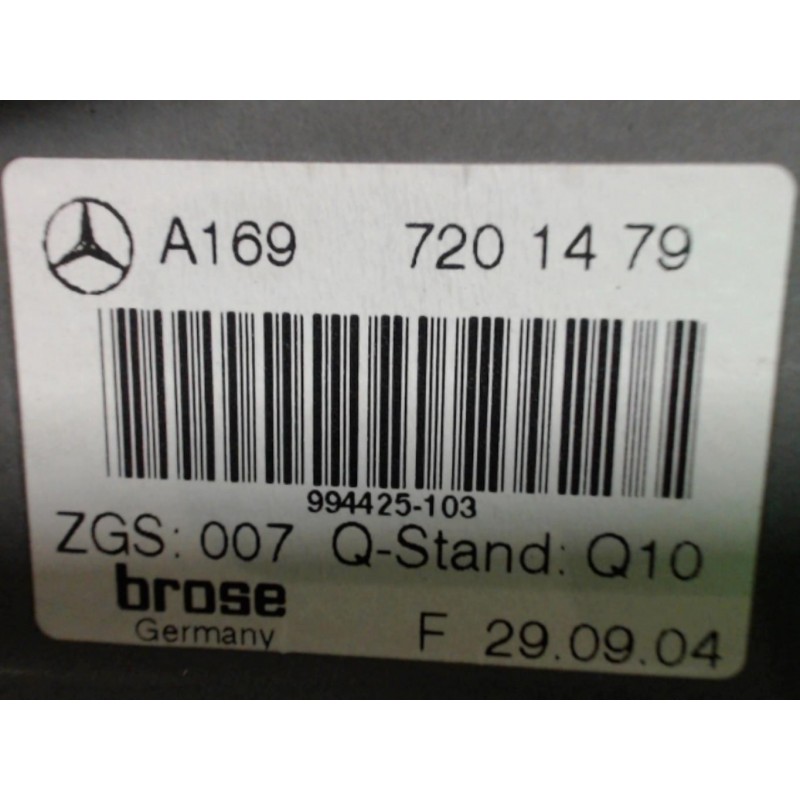 A169 720 14 79
994425-103
ZGS: 007 Q-Stand: Q10
brose
Germany F 29.09.04